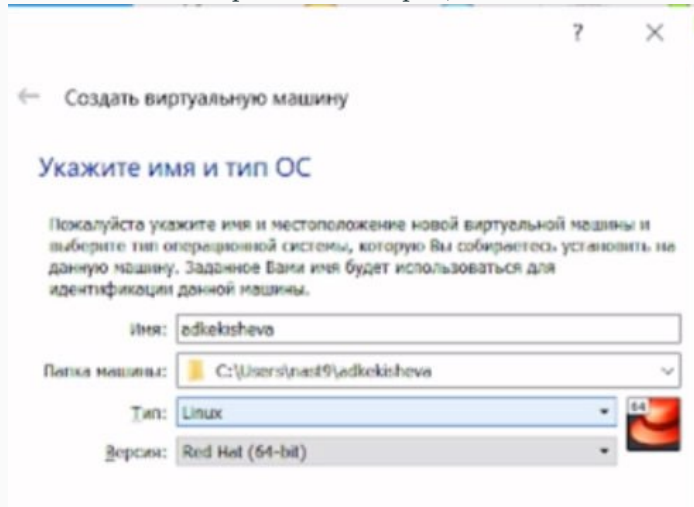 ?
← Создать виртуальную машину
Укажите имя и тип ОС
Пожалуйста укажите имя и местоположение новой виртуальной машины и
выберите тип операционной системы, которую Вы собираетесь установить на
данную машину. Заданное Вами имя будет использоваться для
идентификации данной машины.
Имя: adkekisheva
Папка машины: C:\Users\nast9\adkekisheva
Тип: Linux
64
Версия: Red Hat (64-bit)